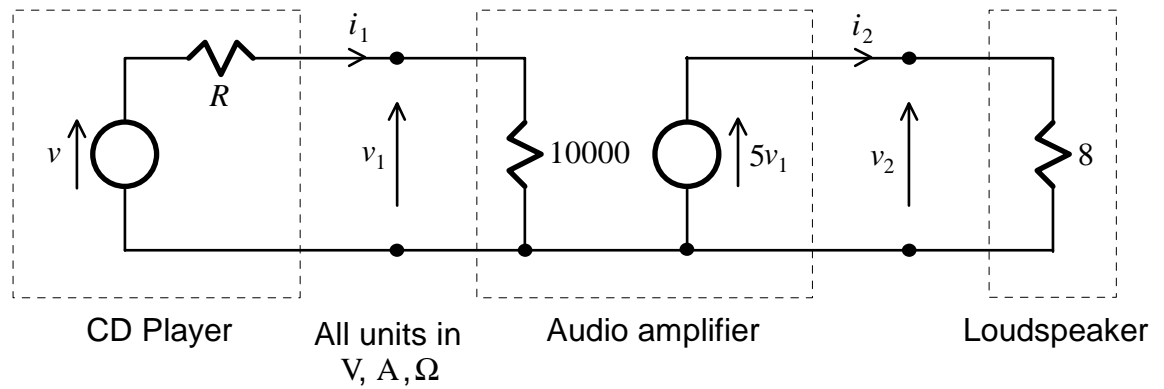 i₁
i₂
R
v
v₁
10000
5v₁
v₂
8
CD Player
All units in
V, A, Ω
Audio amplifier
Loudspeaker